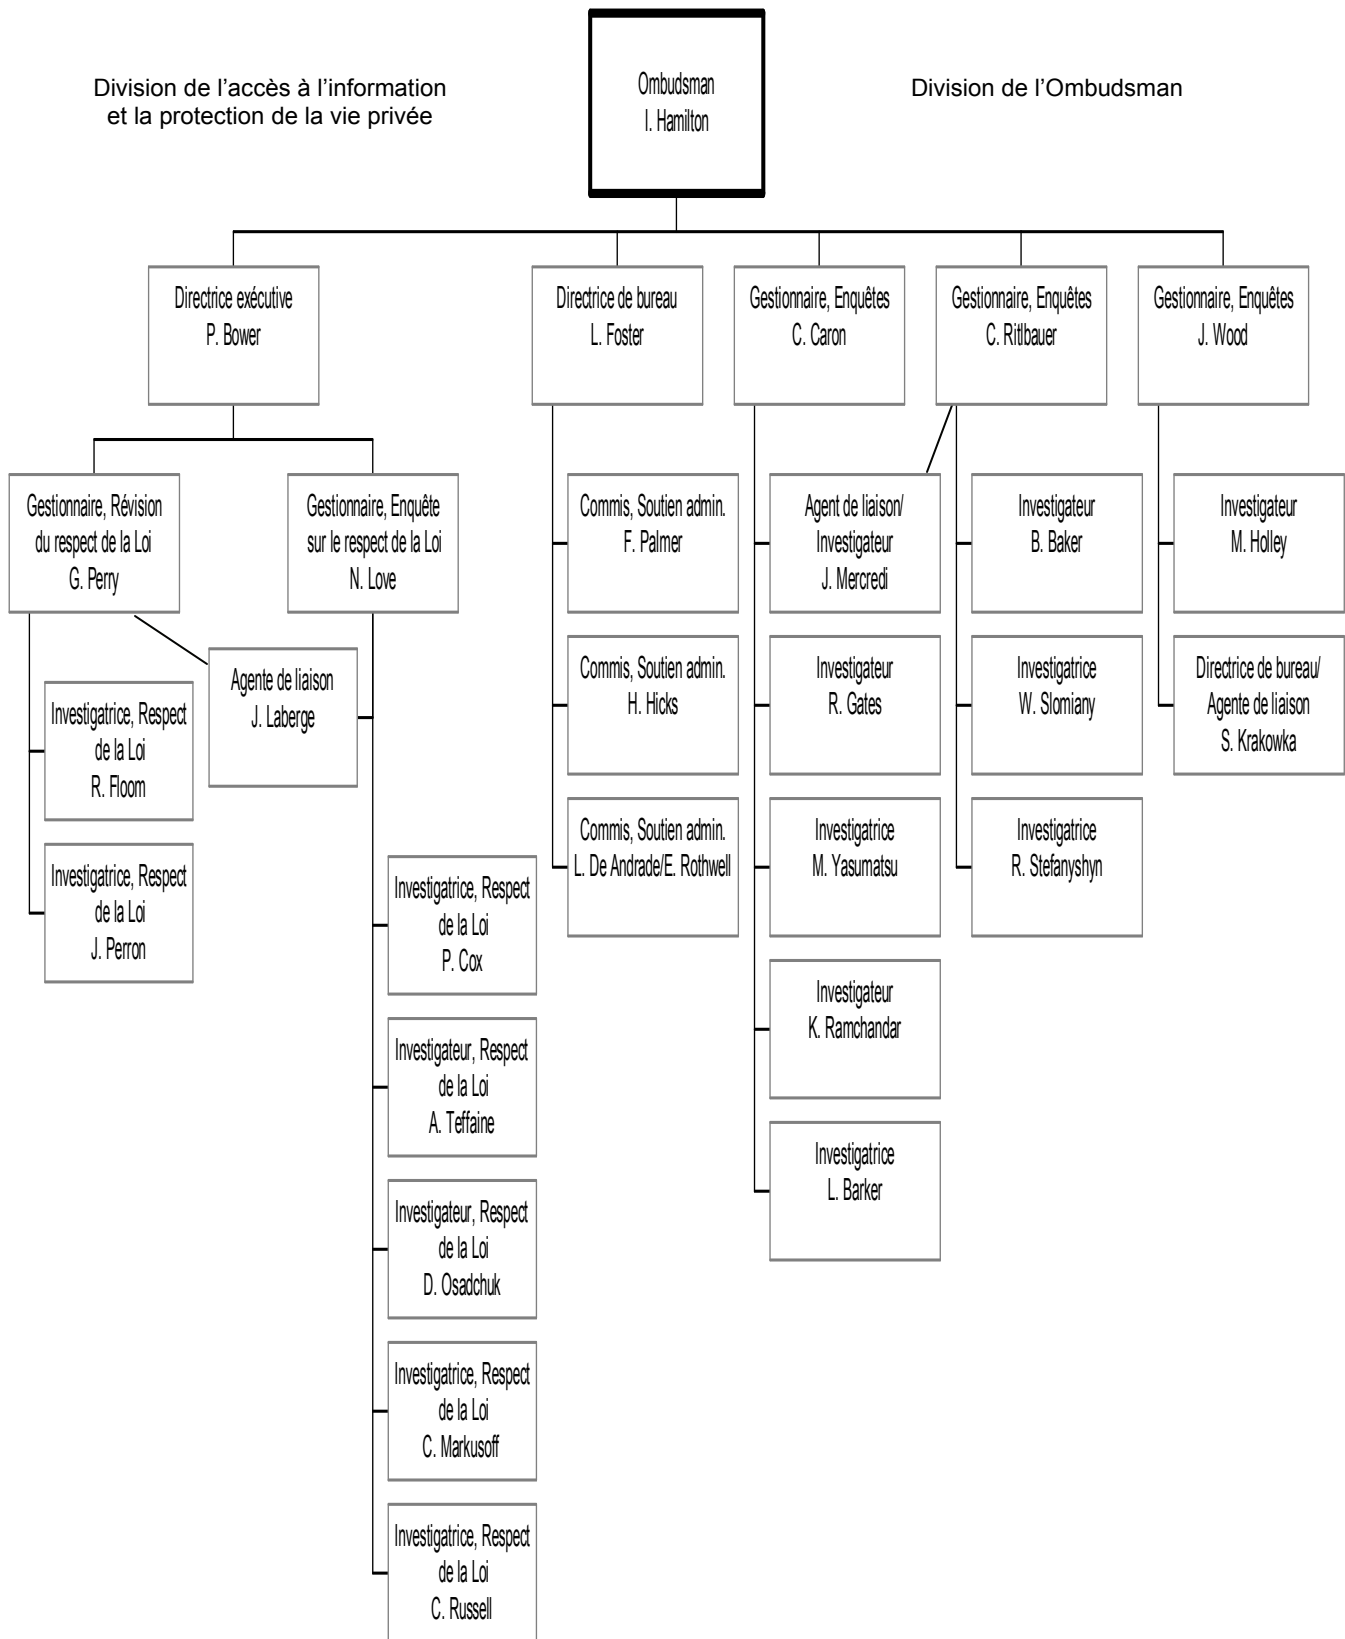 Division de l’accès à l’information
et la protection de la vie privée
Ombudsman
I. Hamilton
Division de l’Ombudsman
Directrice exécutive
P. Bower
Directrice de bureau
L. Foster
Gestionnaire, Enquêtes
C. Caron
Gestionnaire, Enquêtes
C. Ritlbauer
Gestionnaire, Enquêtes
J. Wood
Gestionnaire, Révision
du respect de la Loi
G. Perry
Gestionnaire, Enquête
sur le respect de la Loi
N. Love
Agente de liaison
J. Laberge
Investigatrice, Respect
de la Loi
R. Floom
Investigatrice, Respect
de la Loi
J. Perron
Investigatrice, Respect
de la Loi
P. Cox
Investigateur, Respect
de la Loi
A. Teffaine
Investigateur, Respect
de la Loi
D. Osadchuk
Investigatrice, Respect
de la Loi
C. Markusoff
Investigatrice, Respect
de la Loi
C. Russell
Commis, Soutien admin.
F. Palmer
Commis, Soutien admin.
H. Hicks
Commis, Soutien admin.
L. De Andrade/E. Rothwell
Agent de liaison/
Investigateur
J. Mercredi
Investigateur
R. Gates
Investigatrice
M. Yasumatsu
Investigateur
K. Ramchandar
Investigatrice
L. Barker
Investigateur
B. Baker
Investigatrice
W. Slomiany
Investigatrice
R. Stefanyshyn
Investigateur
M. Holley
Directrice de bureau/
Agente de liaison
S. Krakowka